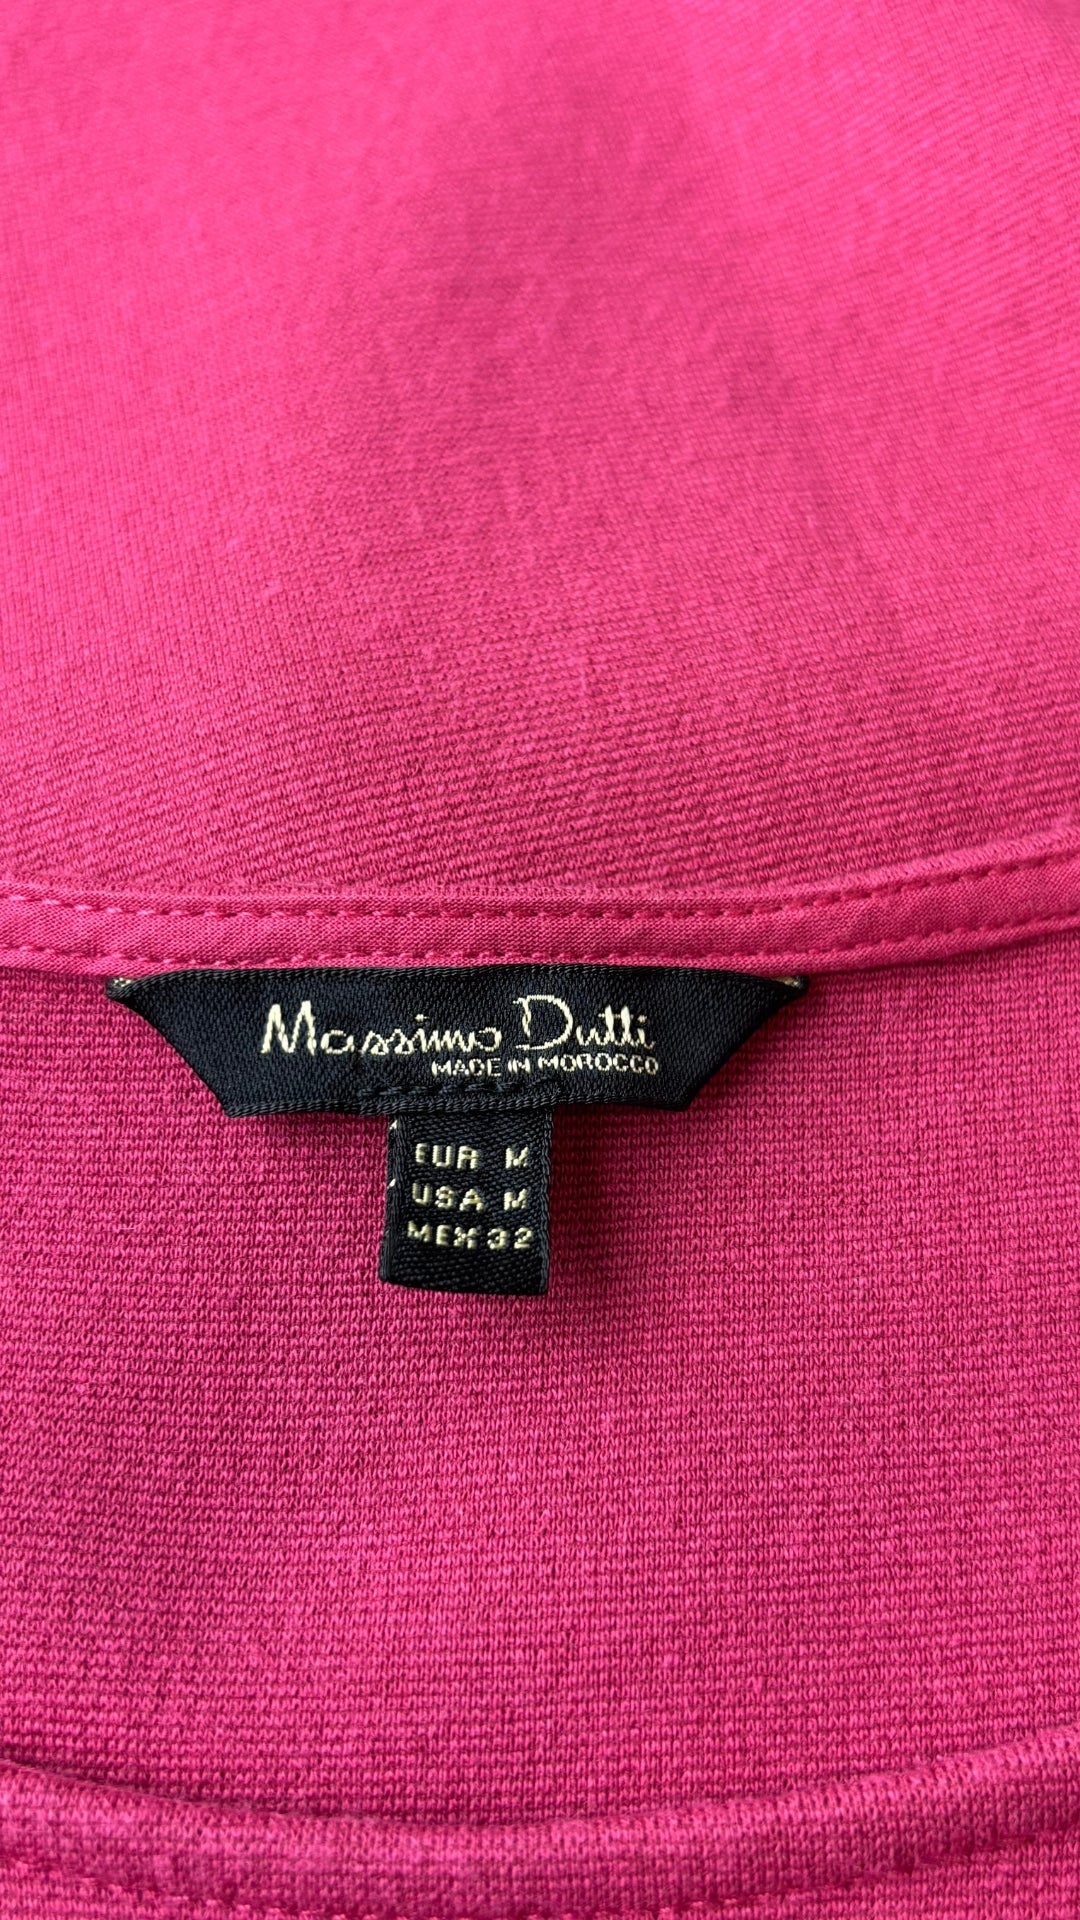 Massimo Dutti
MADE IN MOROCCO
EUR M
USA M
MEX 32